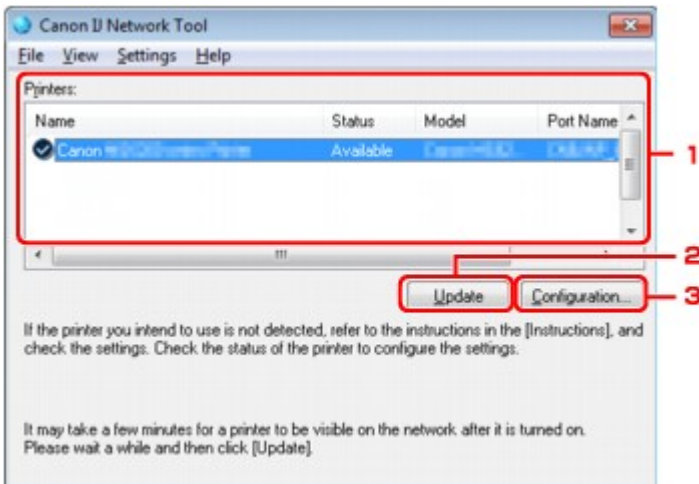 Canon IJ Network Tool
File View Settings Help
Printers:
Name Status Model Port Name
Canon Available
1
2
Update Configuration...
3
If the printer you intend to use is not detected, refer to the instructions in the [Instructions], and
check the settings. Check the status of the printer to configure the settings.
It may take a few minutes for a printer to be visible on the network after it is turned on.
Please wait a while and then click [Update].